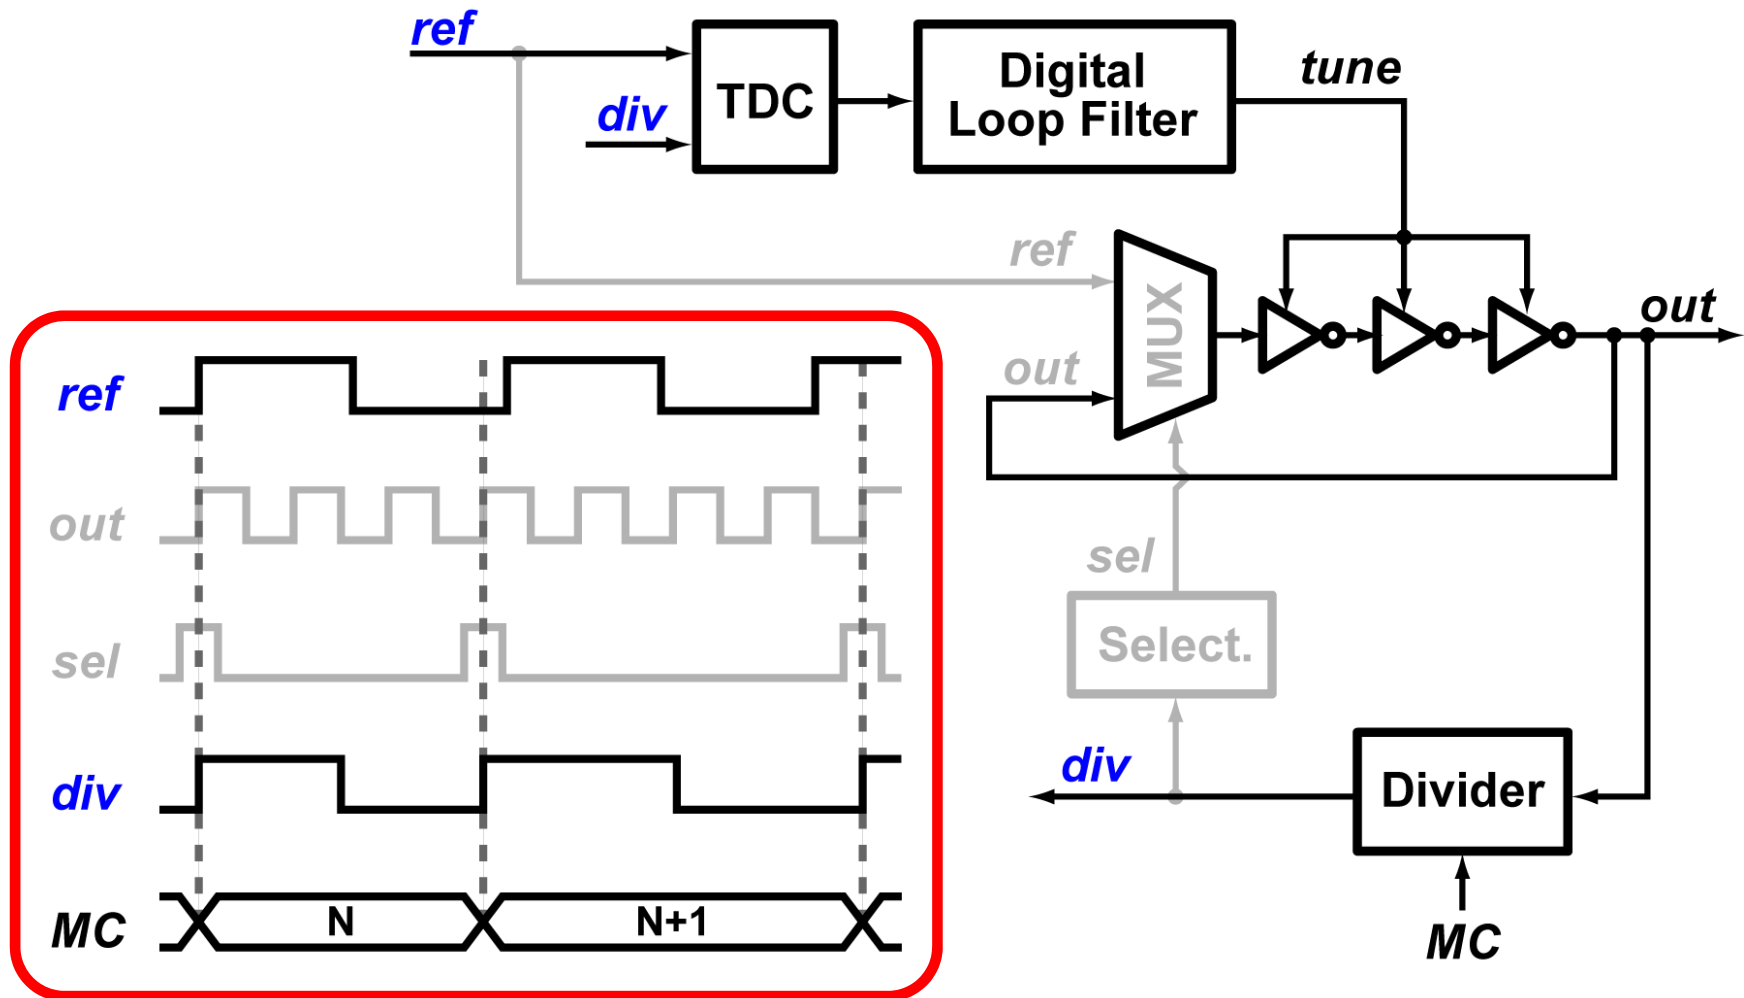 ref
div
TDC
Digital
Loop Filter
tune
ref
out
MUX
out
sel
Select.
div
Divider
MC
ref
out
sel
div
MC
N
N+1